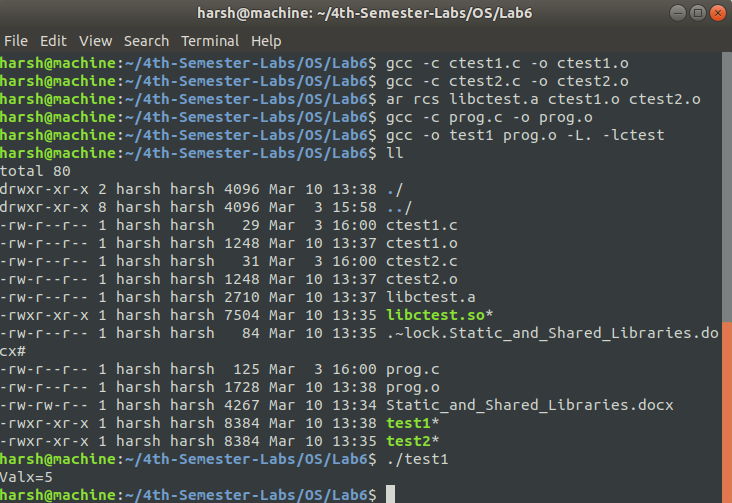 harsh@machine: ~/4th-Semester-Labs/OS/Lab6
File Edit View Search Terminal Help
harsh@machine:~/4th-Semester-Labs/OS/Lab6$ gcc -c ctest1.c -o ctest1.o
harsh@machine:~/4th-Semester-Labs/OS/Lab6$ gcc -c ctest2.c -o ctest2.o
harsh@machine:~/4th-Semester-Labs/OS/Lab6$ ar rcs libctest.a ctest1.o ctest2.o
harsh@machine:~/4th-Semester-Labs/OS/Lab6$ gcc -c prog.c -o prog.o
harsh@machine:~/4th-Semester-Labs/OS/Lab6$ gcc -o test1 prog.o -L. -lctest
harsh@machine:~/4th-Semester-Labs/OS/Lab6$ ll
total 80
drwxr-xr-x 2 harsh harsh 4096 Mar 10 13:38 ./
drwxr-xr-x 8 harsh harsh 4096 Mar  3 15:58 ../
-rw-r--r-- 1 harsh harsh   29 Mar  3 16:00 ctest1.c
-rw-r--r-- 1 harsh harsh 1248 Mar 10 13:37 ctest1.o
-rw-r--r-- 1 harsh harsh   31 Mar  3 16:00 ctest2.c
-rw-r--r-- 1 harsh harsh 1248 Mar 10 13:37 ctest2.o
-rw-r--r-- 1 harsh harsh 2710 Mar 10 13:37 libctest.a
-rwxr-xr-x 1 harsh harsh 7504 Mar 10 13:35 libctest.so*
-rw-r--r-- 1 harsh harsh   84 Mar 10 13:35 .~lock.Static_and_Shared_Libraries.do
cx#
-rw-r--r-- 1 harsh harsh  125 Mar  3 16:00 prog.c
-rw-r--r-- 1 harsh harsh 1728 Mar 10 13:38 prog.o
-rw-rw-r-- 1 harsh harsh 4267 Mar 10 13:34 Static_and_Shared_Libraries.docx
-rwxr-xr-x 1 harsh harsh 8384 Mar 10 13:38 test1*
-rwxr-xr-x 1 harsh harsh 8384 Mar 10 13:35 test2*
harsh@machine:~/4th-Semester-Labs/OS/Lab6$ ./test1
Valx=5
harsh@machine:~/4th-Semester-Labs/OS/Lab6$